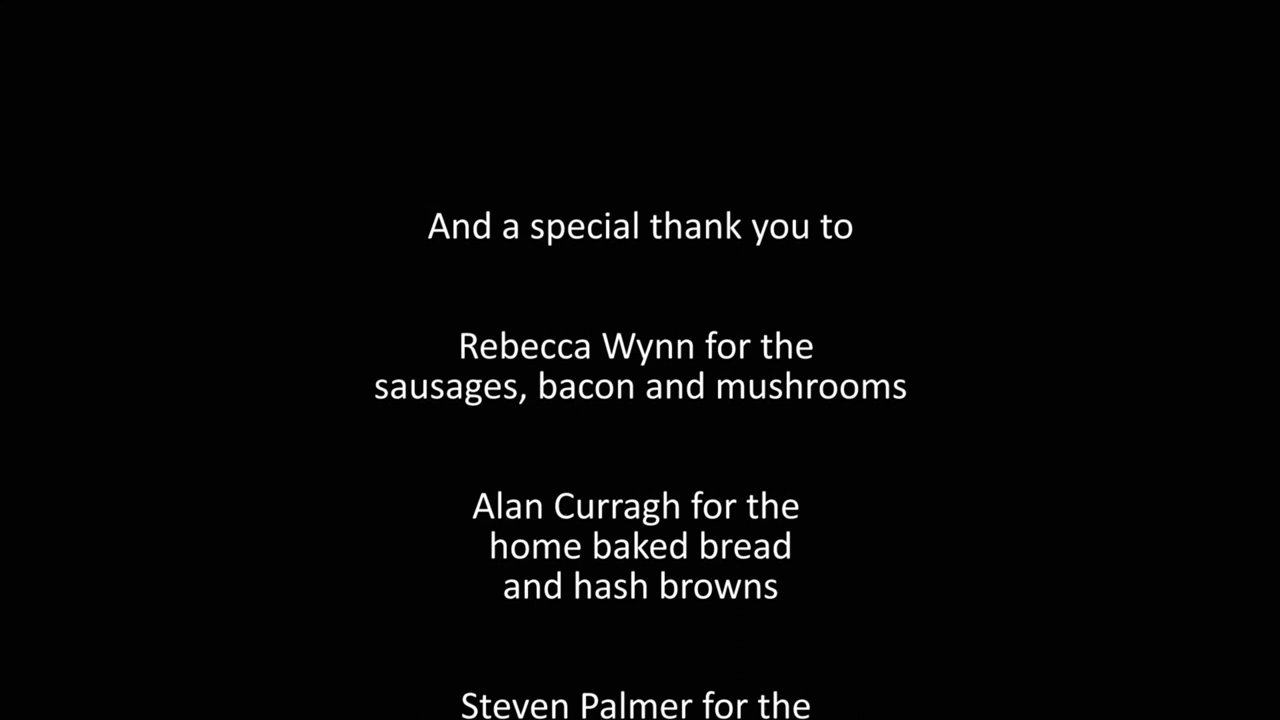 And a special thank you to
Rebecca Wynn for the
sausages, bacon and mushrooms
Alan Curragh for the
home baked bread
and hash browns
Steven Palmer for the